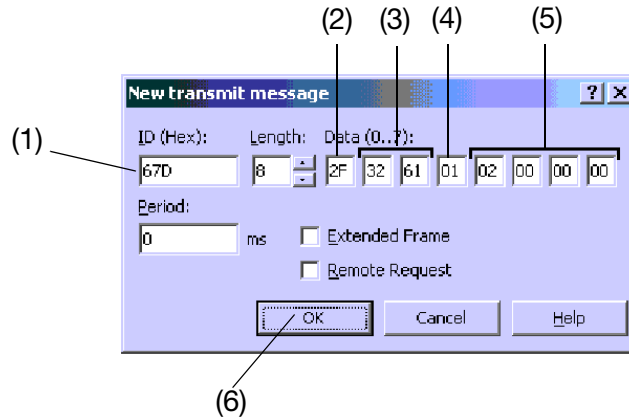 (2) (3) (4) (5)
New transmit message ? ×
(1)
ID (Hex): Length: Data (0..7):
67D 8 2F 32 61 01 02 00 00 00
Period:
0 ms Extended Frame
Remote Request
OK Cancel Help
(6)